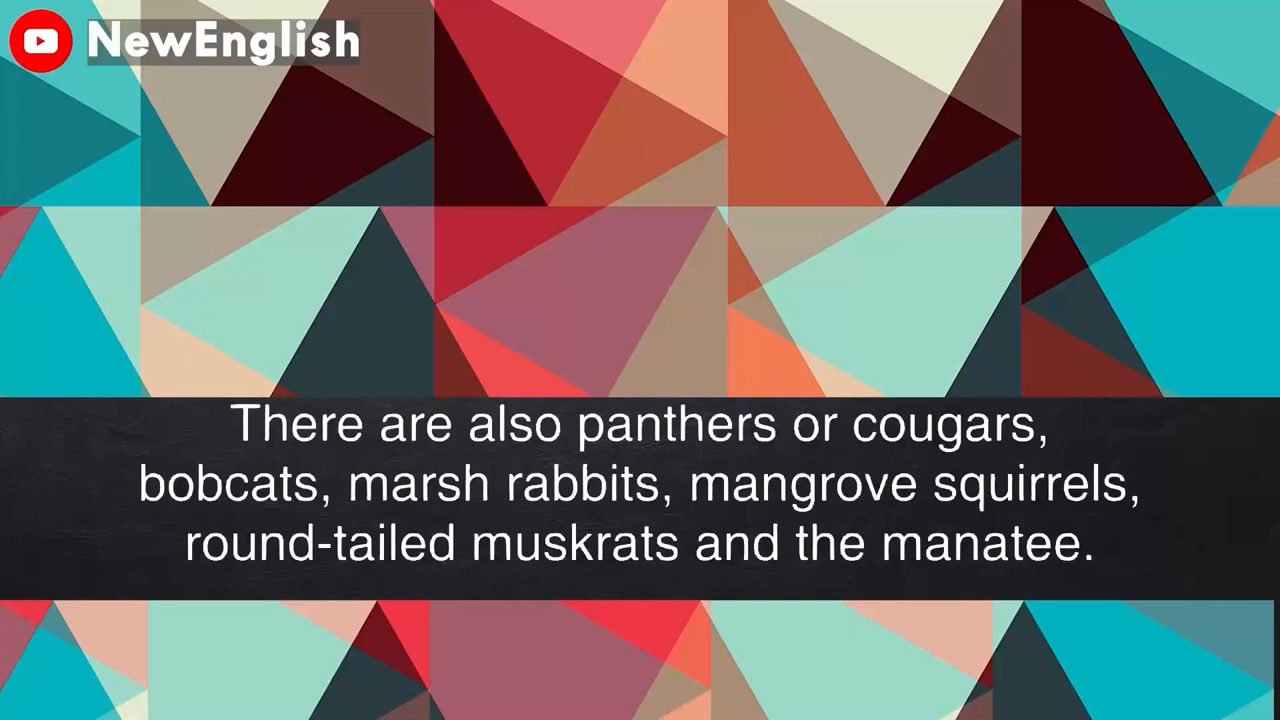 NewEnglish
There are also panthers or cougars,
bobcats, marsh rabbits, mangrove squirrels,
round-tailed muskrats and the manatee.